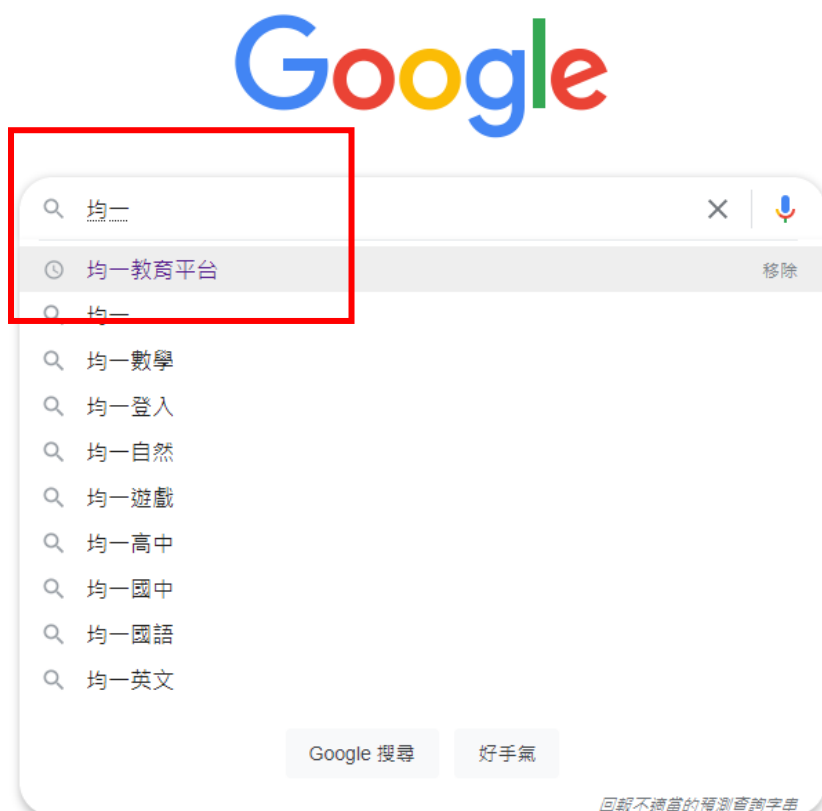 Google
均一
均一教育平台 移除
均一
均一數學
均一登入
均一自然
均一遊戲
均一高中
均一國中
均一國語
均一英文
Google 搜尋 好手氣
回報不適當的預測查詢字串